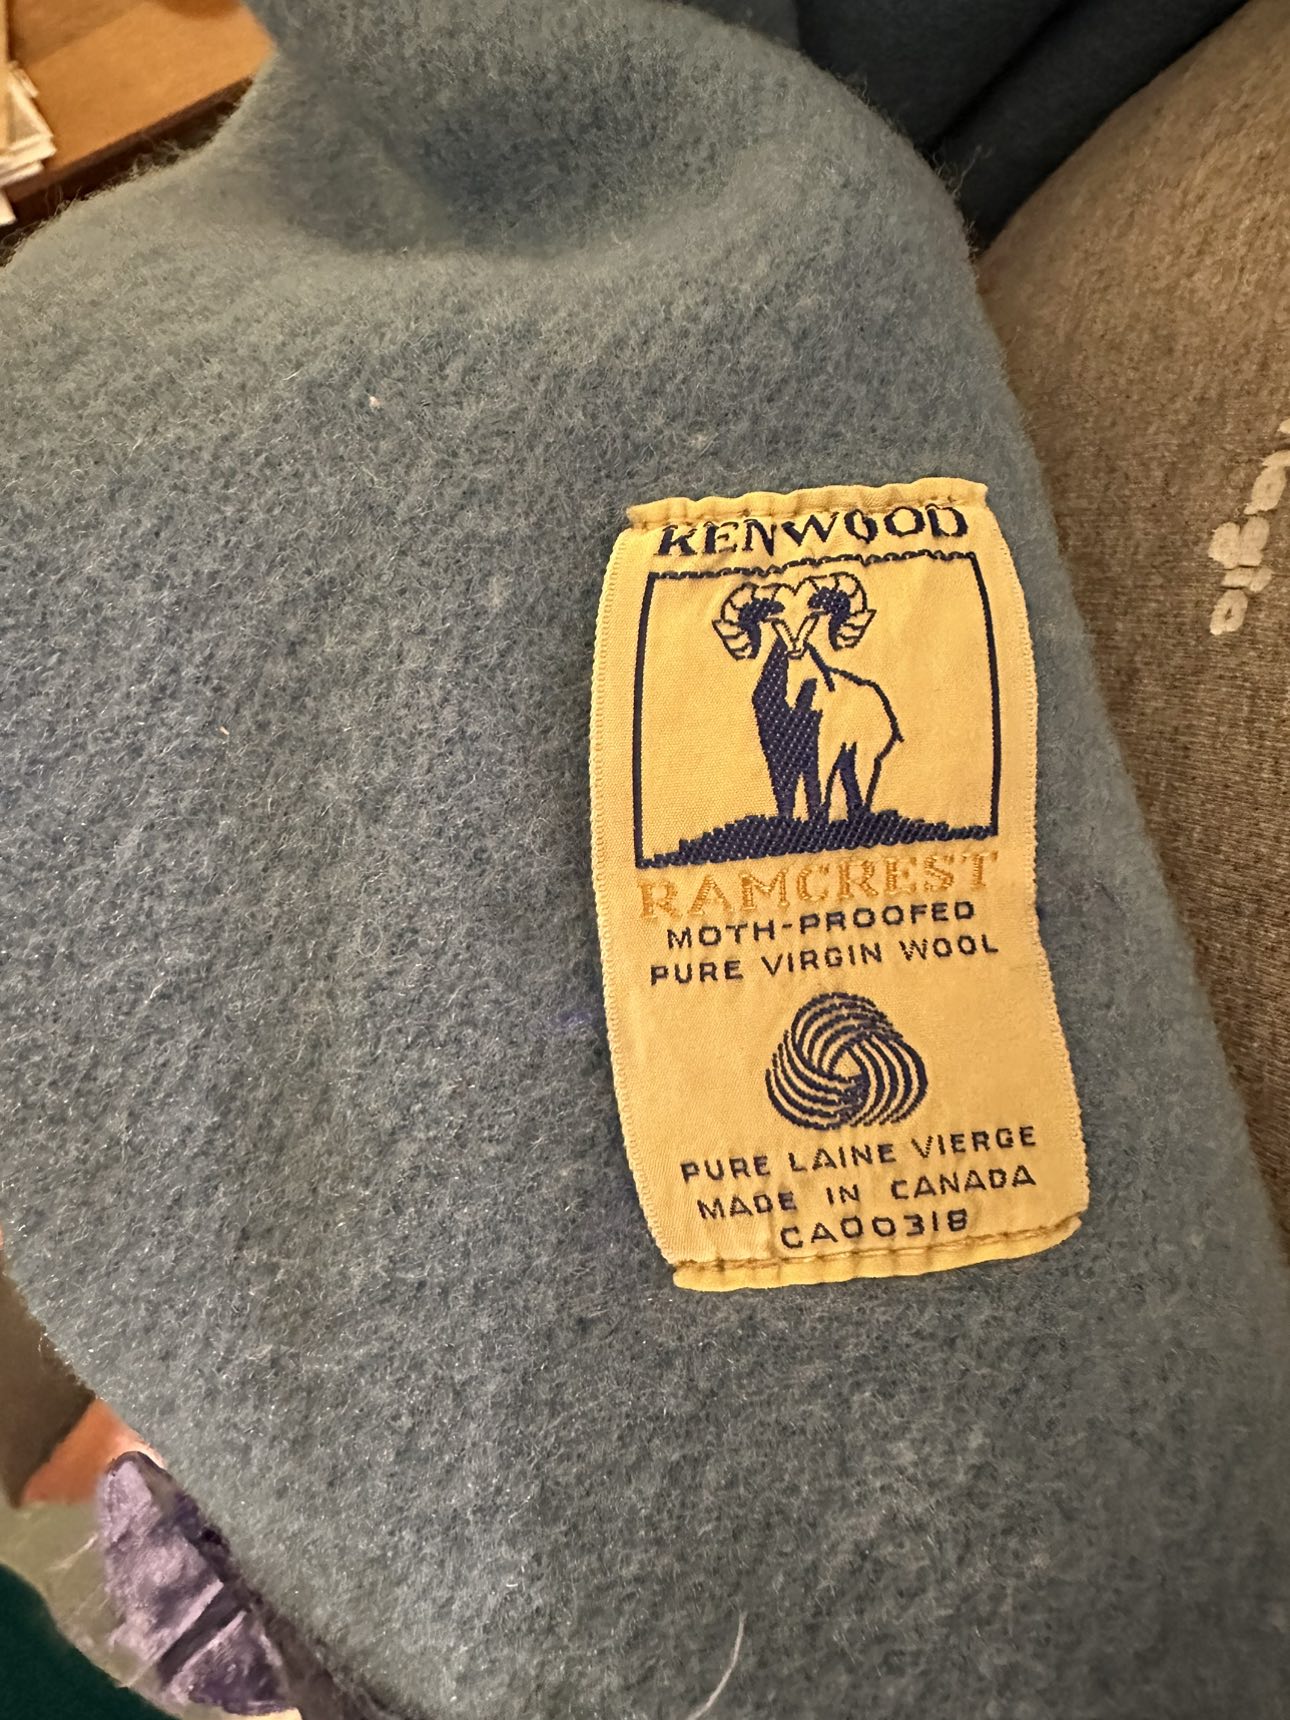 KENWOOD
RAMCREST
MOTH-PROOFED
PURE VIRGIN WOOL
PURE LAINE VIERGE
MADE IN CANADA
CA00318